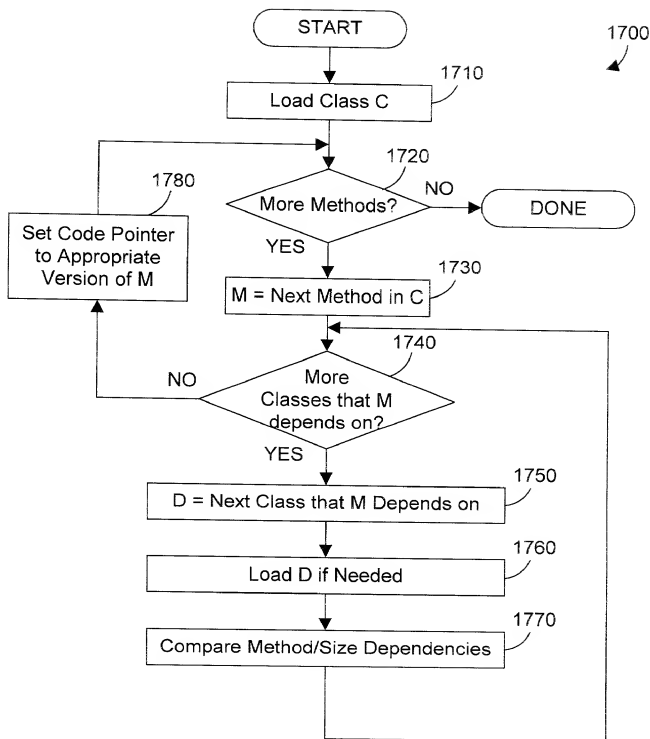 START
1700
1710
Load Class C
1720
1780
More Methods?
NO
DONE
Set Code Pointer
to Appropriate
Version of M
YES
1730
M = Next Method in C
1740
NO
More
Classes that M
depends on?
YES
1750
D = Next Class that M Depends on
1760
Load D if Needed
1770
Compare Method/Size Dependencies